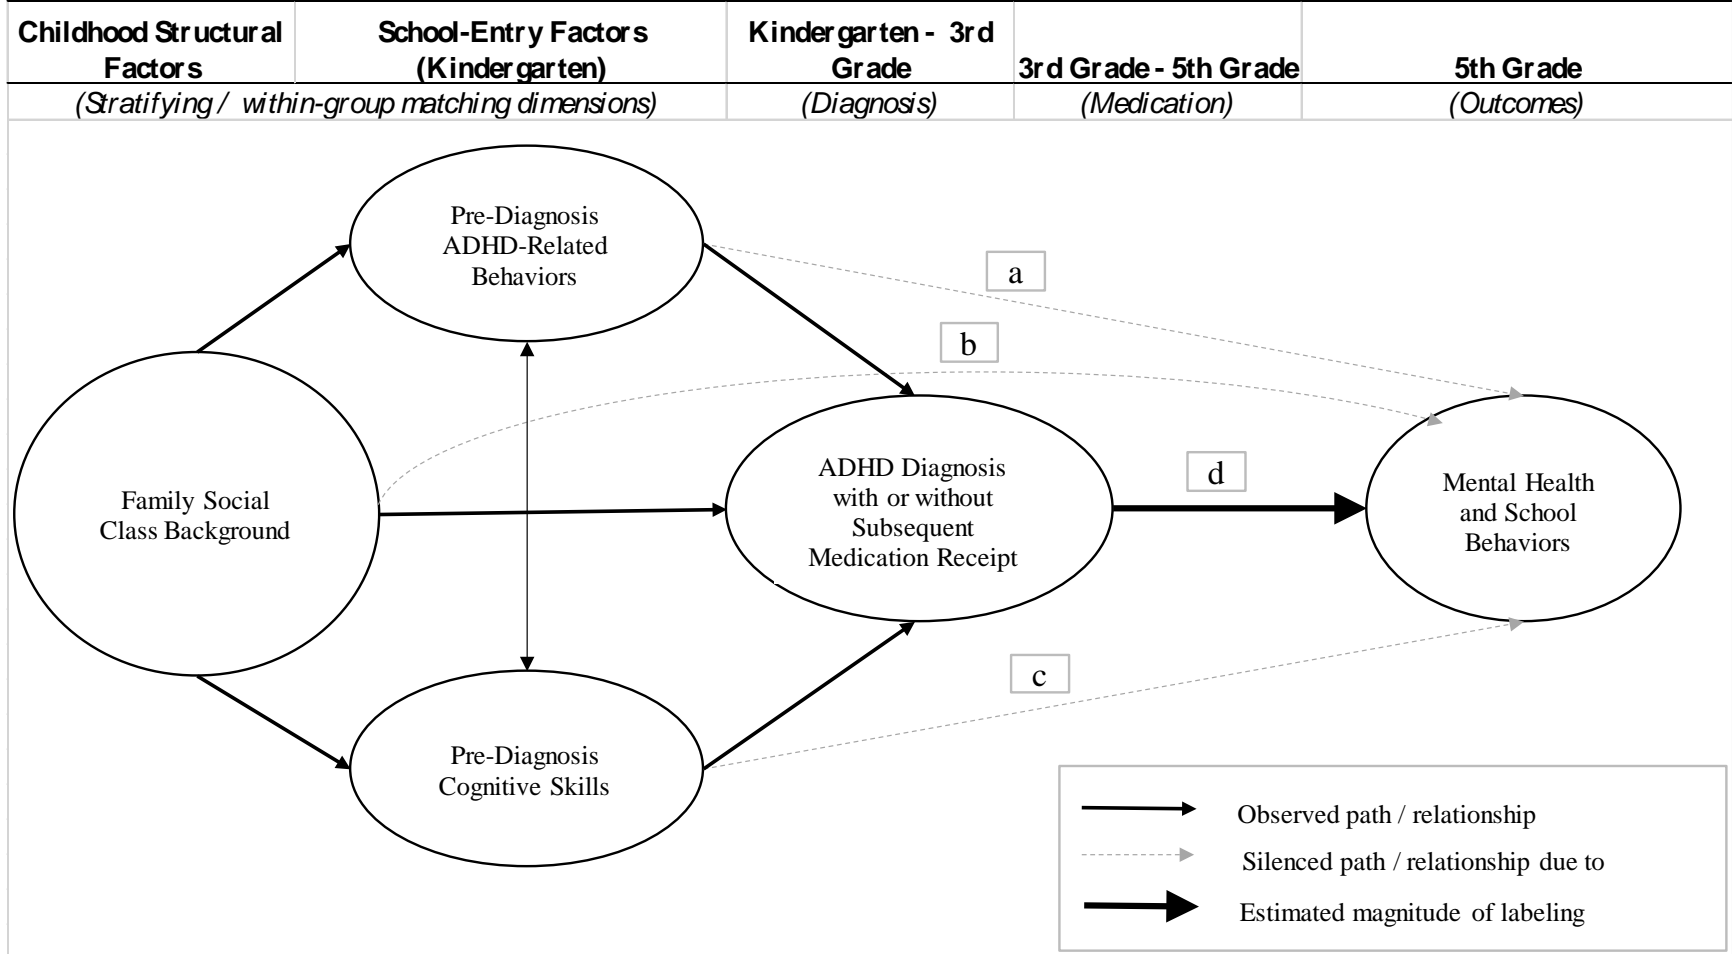 Childhood Structural
Factors
School-Entry Factors
(Kindergarten)
Kindergarten - 3rd
Grade
3rd Grade - 5th Grade
5th Grade
(Stratifying / within-group matching dimensions)
(Diagnosis)
(Medication)
(Outcomes)
Pre-Diagnosis
ADHD-Related
Behaviors
a
b
Family Social
Class Background
ADHD Diagnosis
with or without
Subsequent
Medication Receipt
d
Mental Health
and School
Behaviors
c
Pre-Diagnosis
Cognitive Skills
Observed path / relationship
Silenced path / relationship due to
Estimated magnitude of labeling